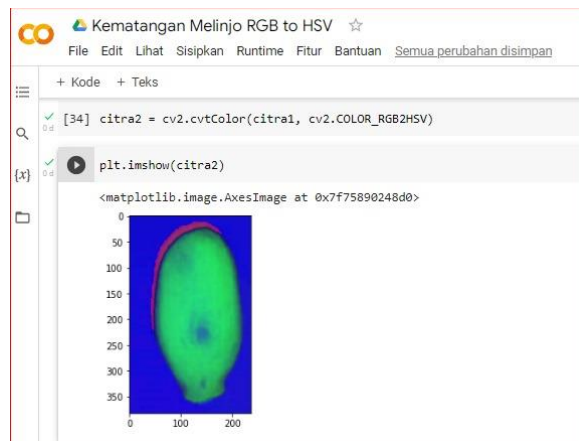 CO
Kematangan Melinjo RGB to HSV
File Edit Lihat Sisipkan Runtime Fitur Bantuan Semua perubahan disimpan
+ Kode + Teks
[34] citra2 = cv2.cvtColor(citra1, cv2.COLOR_RGB2HSV)
0 d
{x}
0 d
plt.imshow(citra2)
<matplotlib.image.AxesImage at 0x7f75890248d0>
0
50
100
150
200
250
300
350
0 100 200